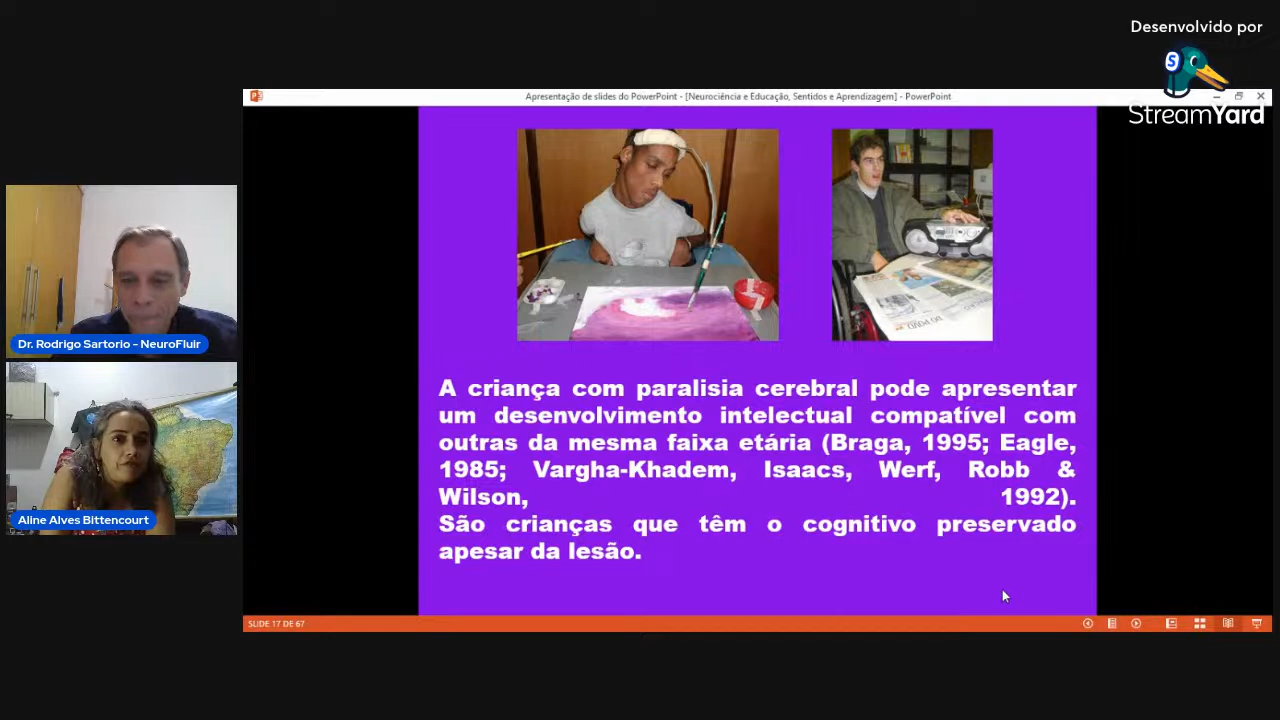 Desenvolvido por
S
StreamYard
Apresentação de slides do PowerPoint - [Neurociência e Educação, Sentidos e Aprendizagem] - PowerPoint
Dr. Rodrigo Sartorio - NeuroFluir
Aline Alves Bittencourt
A criança com paralisia cerebral pode apresentar
um desenvolvimento intelectual compatível com
outras da mesma faixa etária (Braga, 1995; Eagle,
1985; Vargha-Khadem, Isaacs, Werf, Robb &
Wilson, 1992).
São crianças que têm o cognitivo preservado
apesar da lesão.
SLIDE 17 DE 67